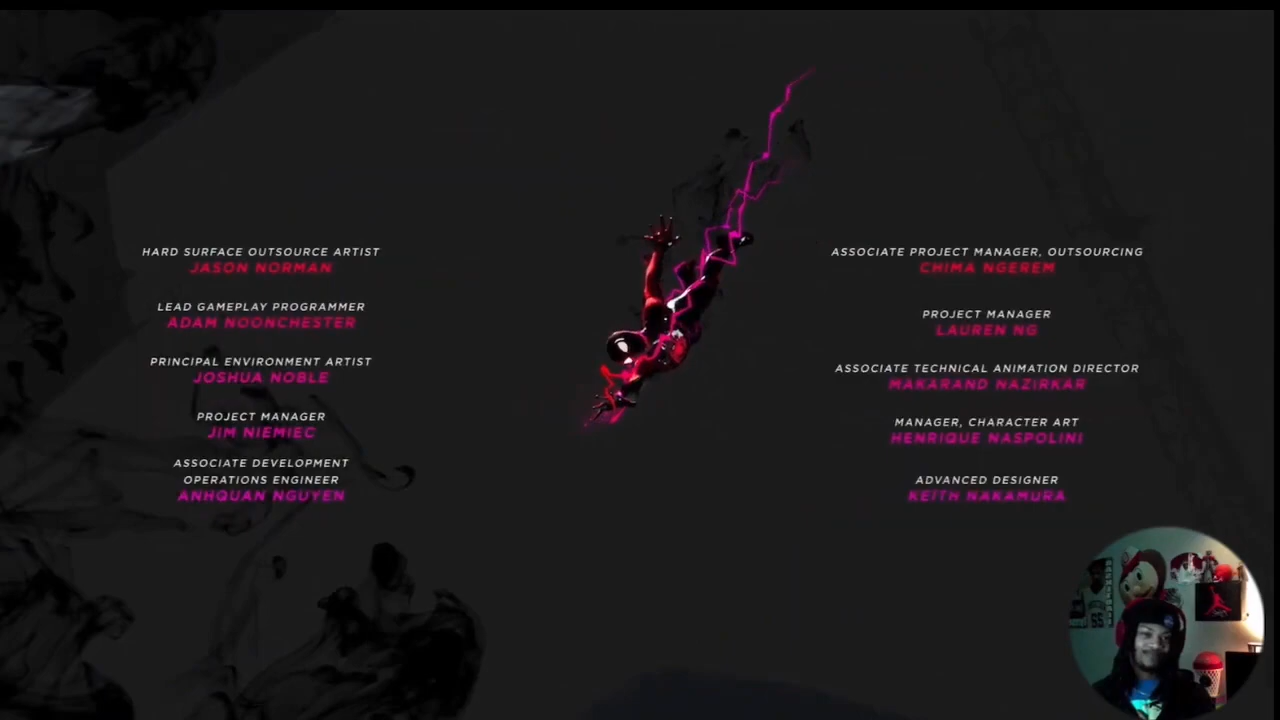 HARD SURFACE OUTSOURCE ARTIST
JASON NORMAN
LEAD GAMEPLAY PROGRAMMER
ADAM NOONCHESTER
PRINCIPAL ENVIRONMENT ARTIST
JOSHUA NOBLE
PROJECT MANAGER
JIM NIEMIEC
ASSOCIATE DEVELOPMENT
OPERATIONS ENGINEER
ANHQUAN NGUYEN
ASSOCIATE PROJECT MANAGER, OUTSOURCING
CHIMA NGEREM
PROJECT MANAGER
LAUREN NG
ASSOCIATE TECHNICAL ANIMATION DIRECTOR
MAKARAND NAZIRKAR
MANAGER, CHARACTER ART
HENRIQUE NASPOLINI
ADVANCED DESIGNER
KEITH NAKAMURA